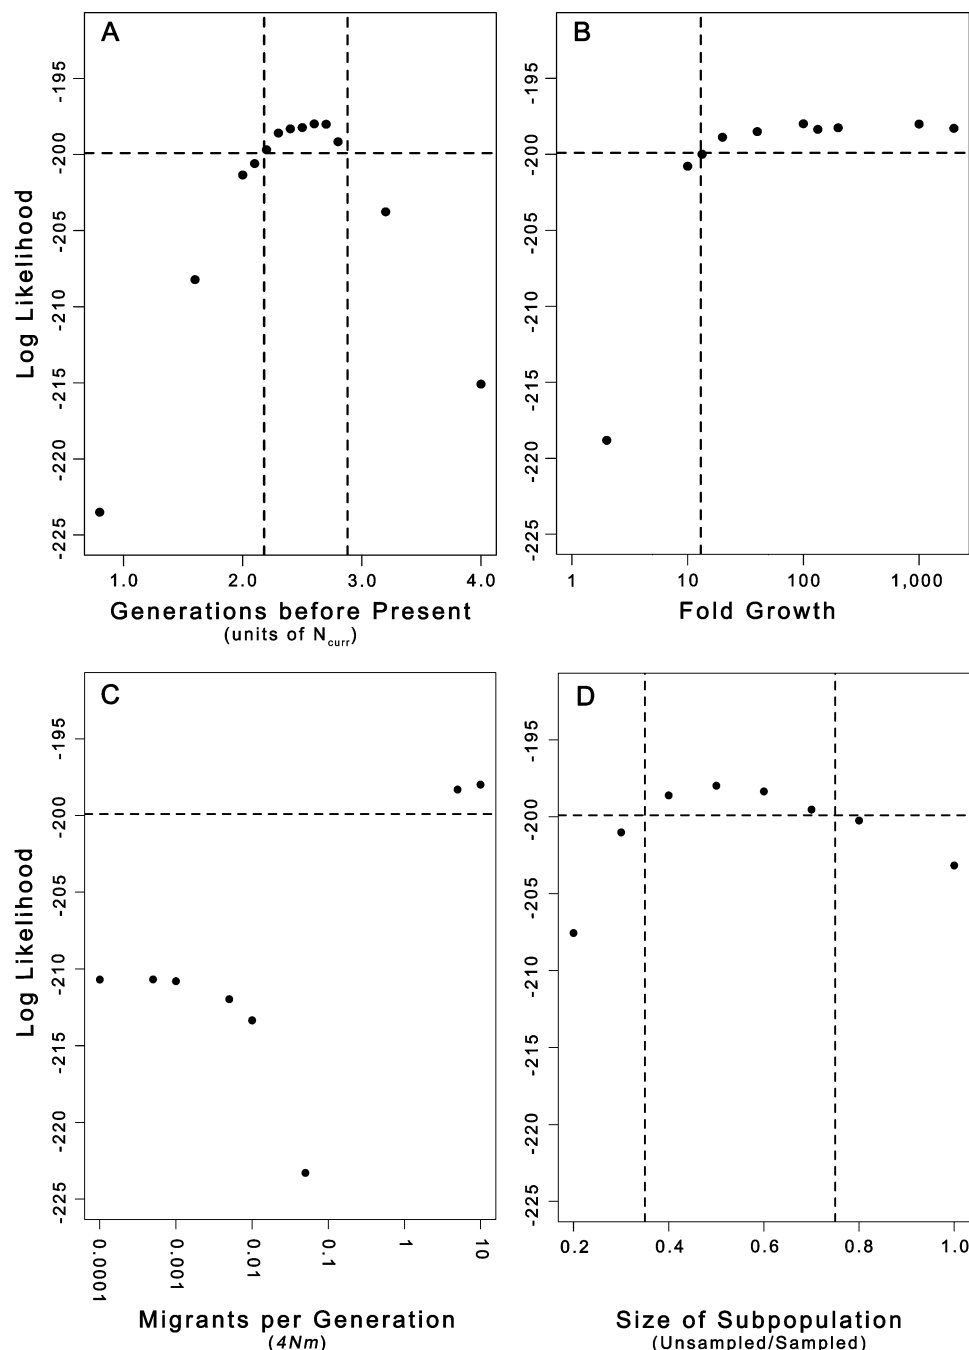 A
-195
-200
-205
-210
-215
-220
-225
Log Likelihood
1.0 2.0 3.0 4.0
Generations before Present
(units of Ncurr)
B
-195
-200
-205
-210
-215
-220
-225
1 10 100 1,000
Fold Growth
C
-195
-200
-205
-210
-215
-220
-225
Log Likelihood
0.0001 0.001 0.01 0.1 1 10
Migrants per Generation
(4Nm)
D
-195
-200
-205
-210
-215
-220
-225
0.2 0.4 0.6 0.8 1.0
Size of Subpopulation
(Unsampled/Sampled)